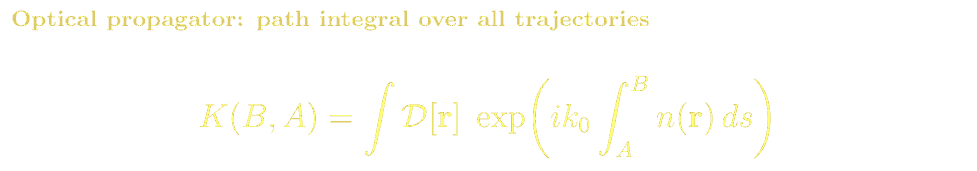 Optical propagator: path integral over all trajectories
K(B, A) = ∫ 𝒟[𝐫] exp(ik₀ ∫_A^B n(𝐫) ds)